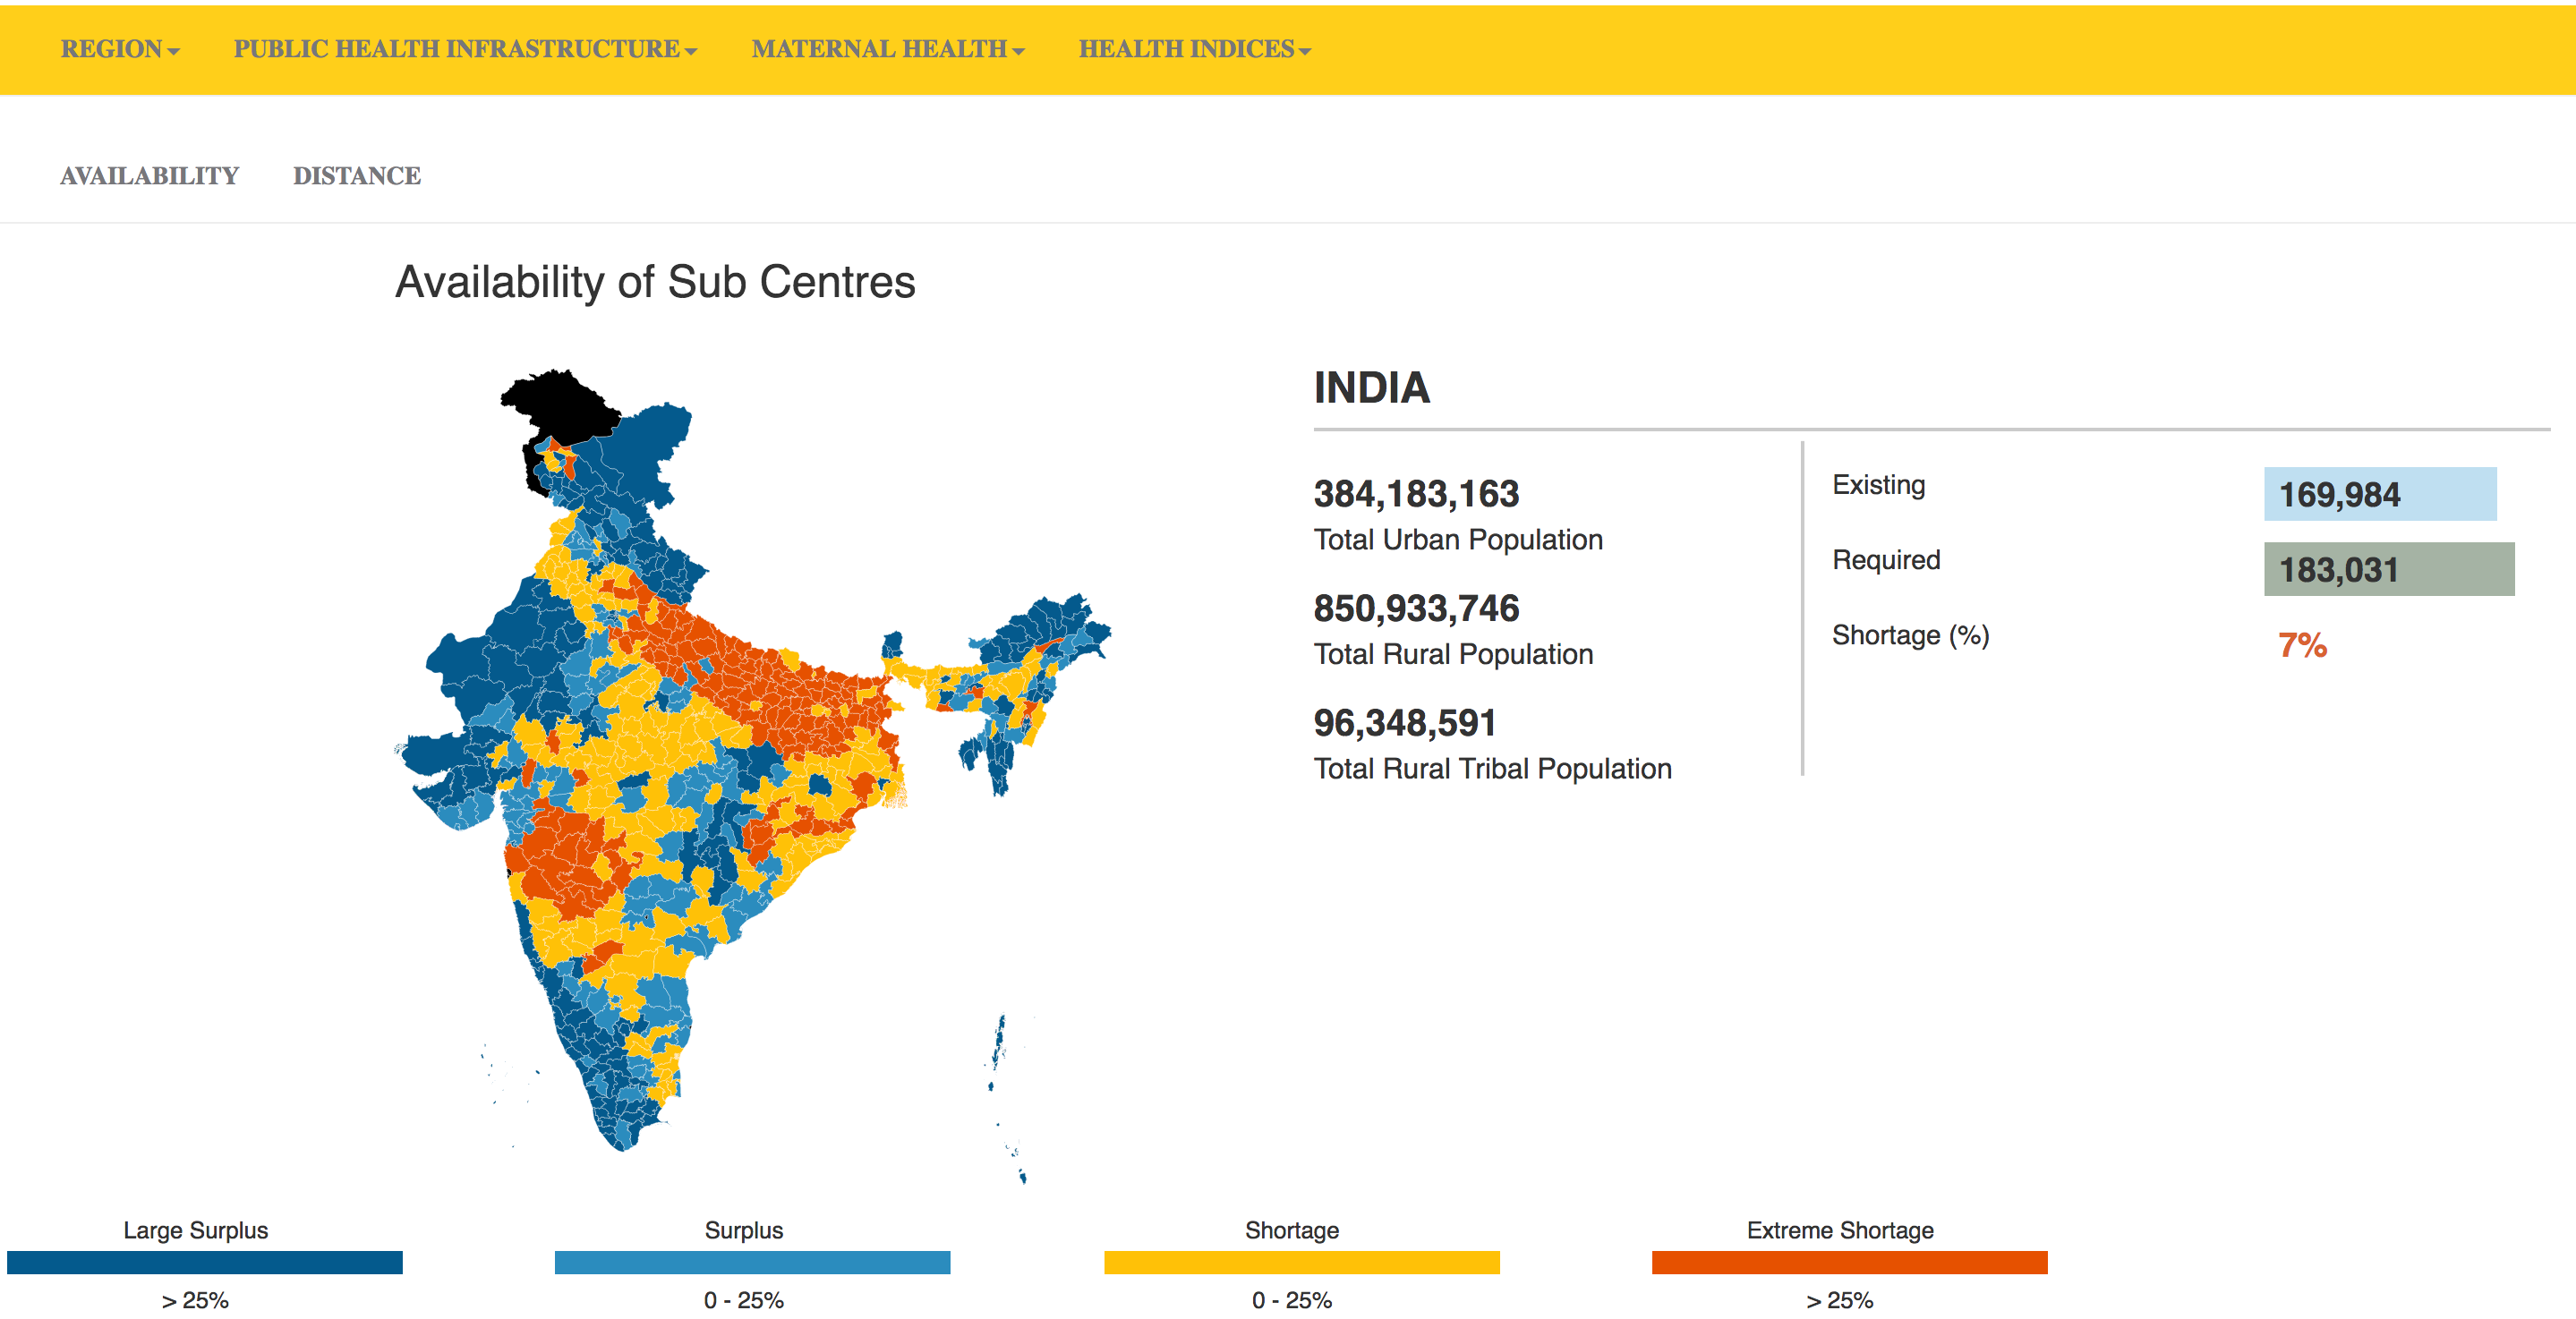 REGION PUBLIC HEALTH INFRASTRUCTURE MATERNAL HEALTH HEALTH INDICES
AVAILABILITY DISTANCE
Availability of Sub Centres
INDIA
384,183,163
Total Urban Population
850,933,746
Total Rural Population
96,348,591
Total Rural Tribal Population
Existing 169,984
Required 183,031
Shortage (%) 7%
Large Surplus Surplus Shortage Extreme Shortage
> 25% 0 - 25% 0 - 25% > 25%